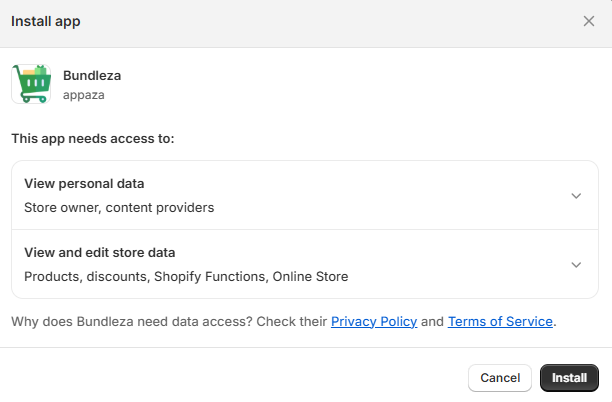 Install app
Bundleza
appaza
This app needs access to:
View personal data
Store owner, content providers
View and edit store data
Products, discounts, Shopify Functions, Online Store
Why does Bundleza need data access? Check their Privacy Policy and Terms of Service.
Cancel
Install